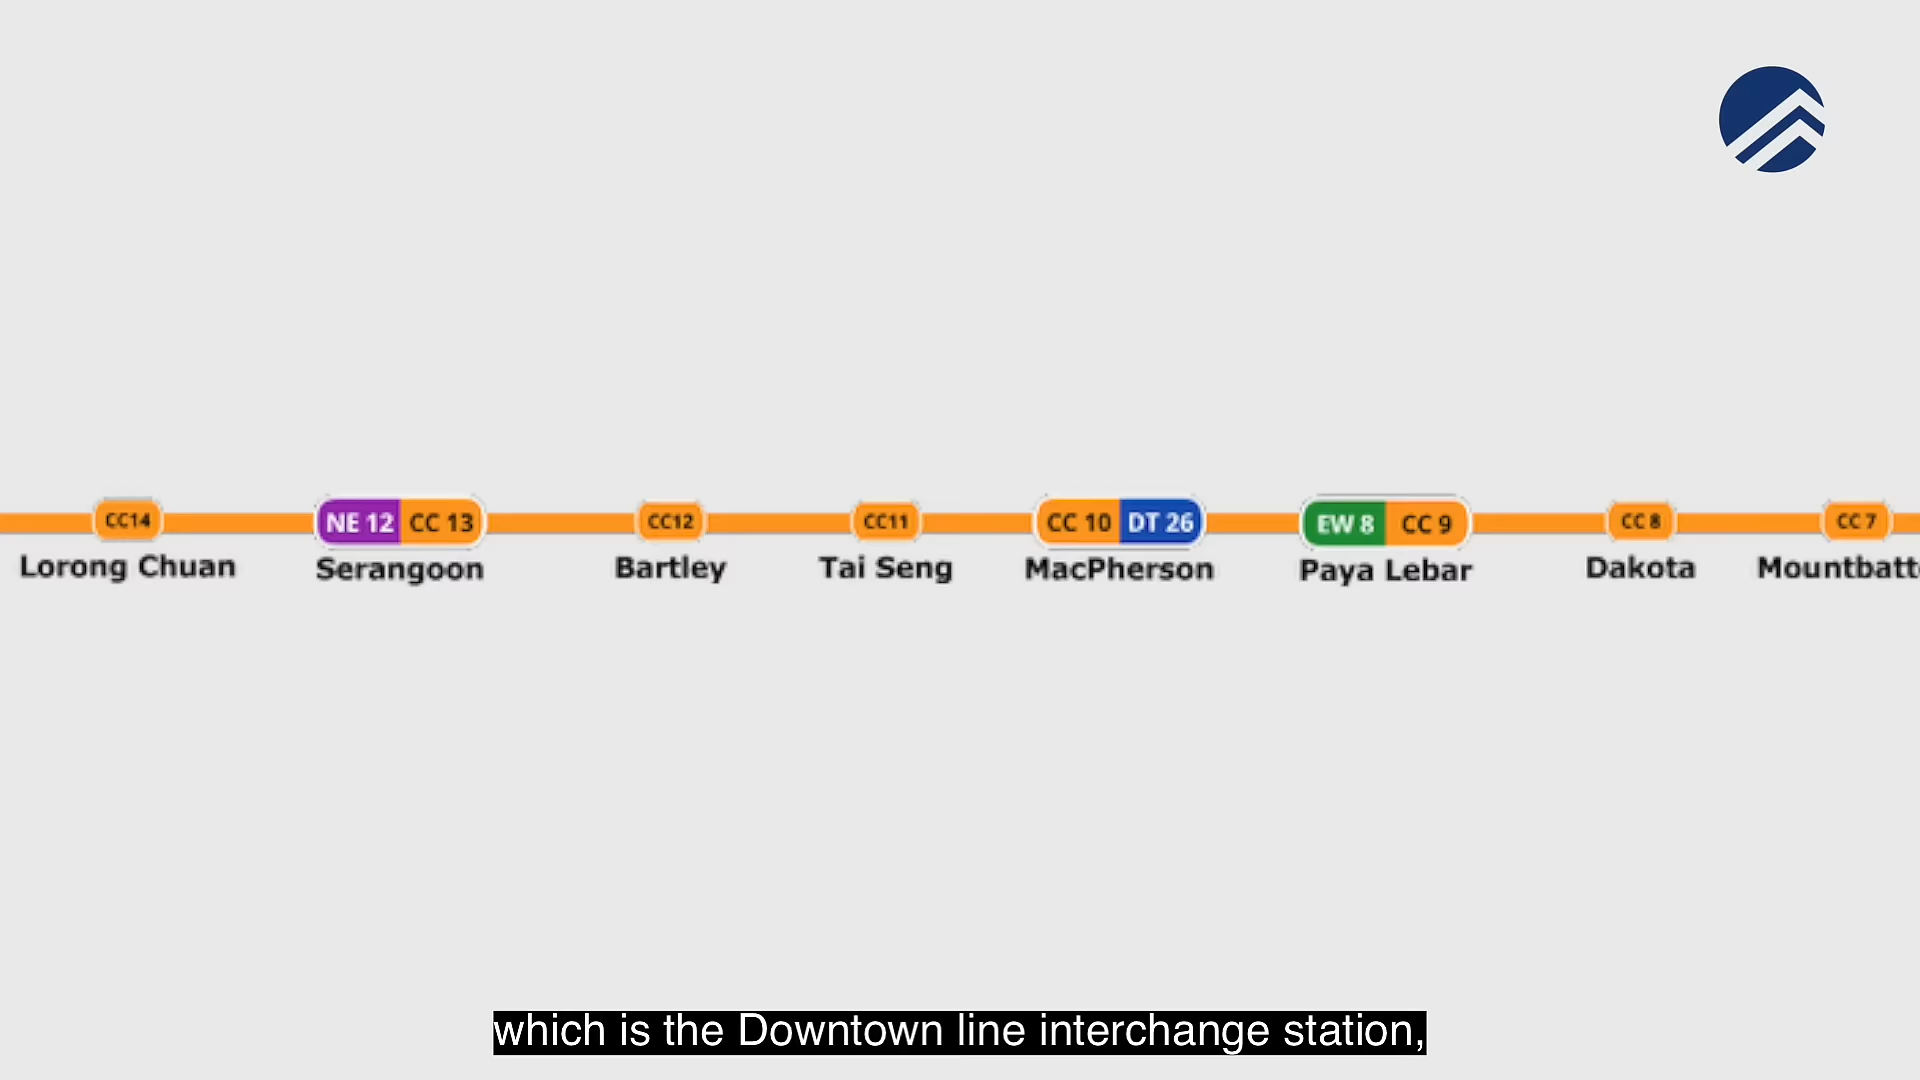 CC14 NE 12 CC 13 CC12 CC11 CC 10 DT 26 EW 8 CC 9 CC 8 CC 7
Lorong Chuan Serangoon Bartley Tai Seng MacPherson Paya Lebar Dakota Mountbatt
which is the Downtown line interchange station,